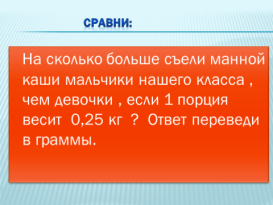 СРАВНИ:
На сколько больше съели манной
каши мальчики нашего класса ,
чем девочки , если 1 порция
весит 0,25 кг ? Ответ переведи
в граммы.